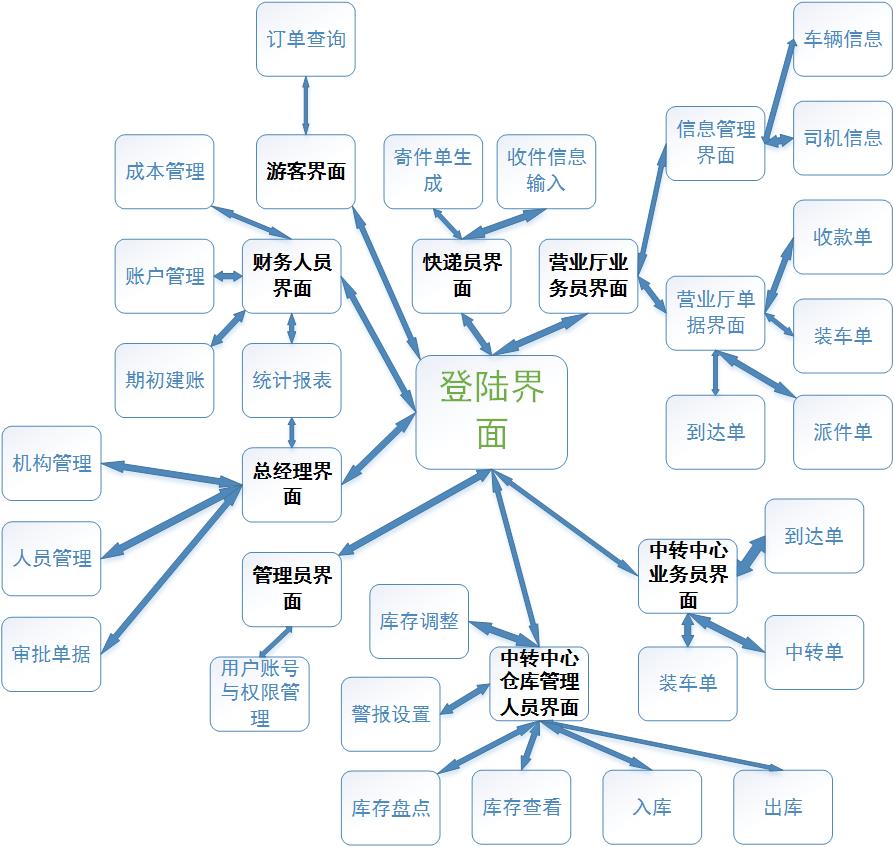 订单查询
车辆信息
信息管理
界面
司机信息
成本管理
游客界面
寄件单生
成
收件信息
输入
收款单
账户管理
财务人员
界面
快递员界
面
营业厅业
务员界面
营业厅单
据界面
装车单
期初建账
统计报表
登陆界
面
到达单
派件单
机构管理
总经理界
面
人员管理
审批单据
管理员界
面
用户账号
与权限管
理
中转中心
业务员界
面
到达单
中转单
装车单
库存调整
中转中心
仓库管理
人员界面
警报设置
库存盘点
库存查看
入库
出库